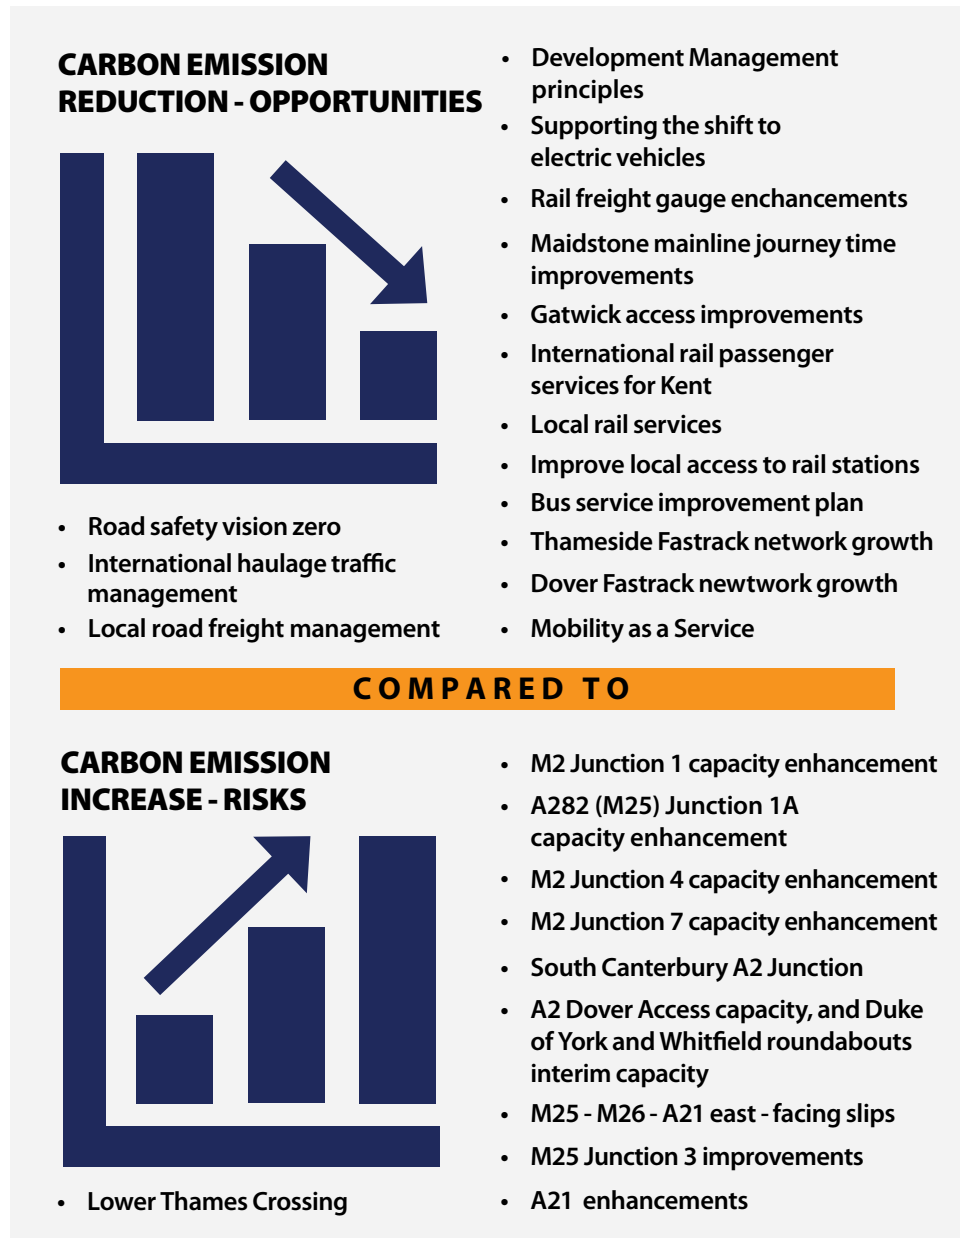 CARBON EMISSION
REDUCTION - OPPORTUNITIES
• Road safety vision zero
• International haulage traffic
management
• Local road freight management
• Development Management
principles
• Supporting the shift to
electric vehicles
• Rail freight gauge enchancements
• Maidstone mainline journey time
improvements
• Gatwick access improvements
• International rail passenger
services for Kent
• Local rail services
• Improve local access to rail stations
• Bus service improvement plan
• Thameside Fastrack network growth
• Dover Fastrack newtwork growth
• Mobility as a Service
COMPARED TO
CARBON EMISSION
INCREASE - RISKS
• Lower Thames Crossing
• M2 Junction 1 capacity enhancement
• A282 (M25) Junction 1A
capacity enhancement
• M2 Junction 4 capacity enhancement
• M2 Junction 7 capacity enhancement
• South Canterbury A2 Junction
• A2 Dover Access capacity, and Duke
of York and Whitfield roundabouts
interim capacity
• M25 - M26 - A21 east - facing slips
• M25 Junction 3 improvements
• A21 enhancements